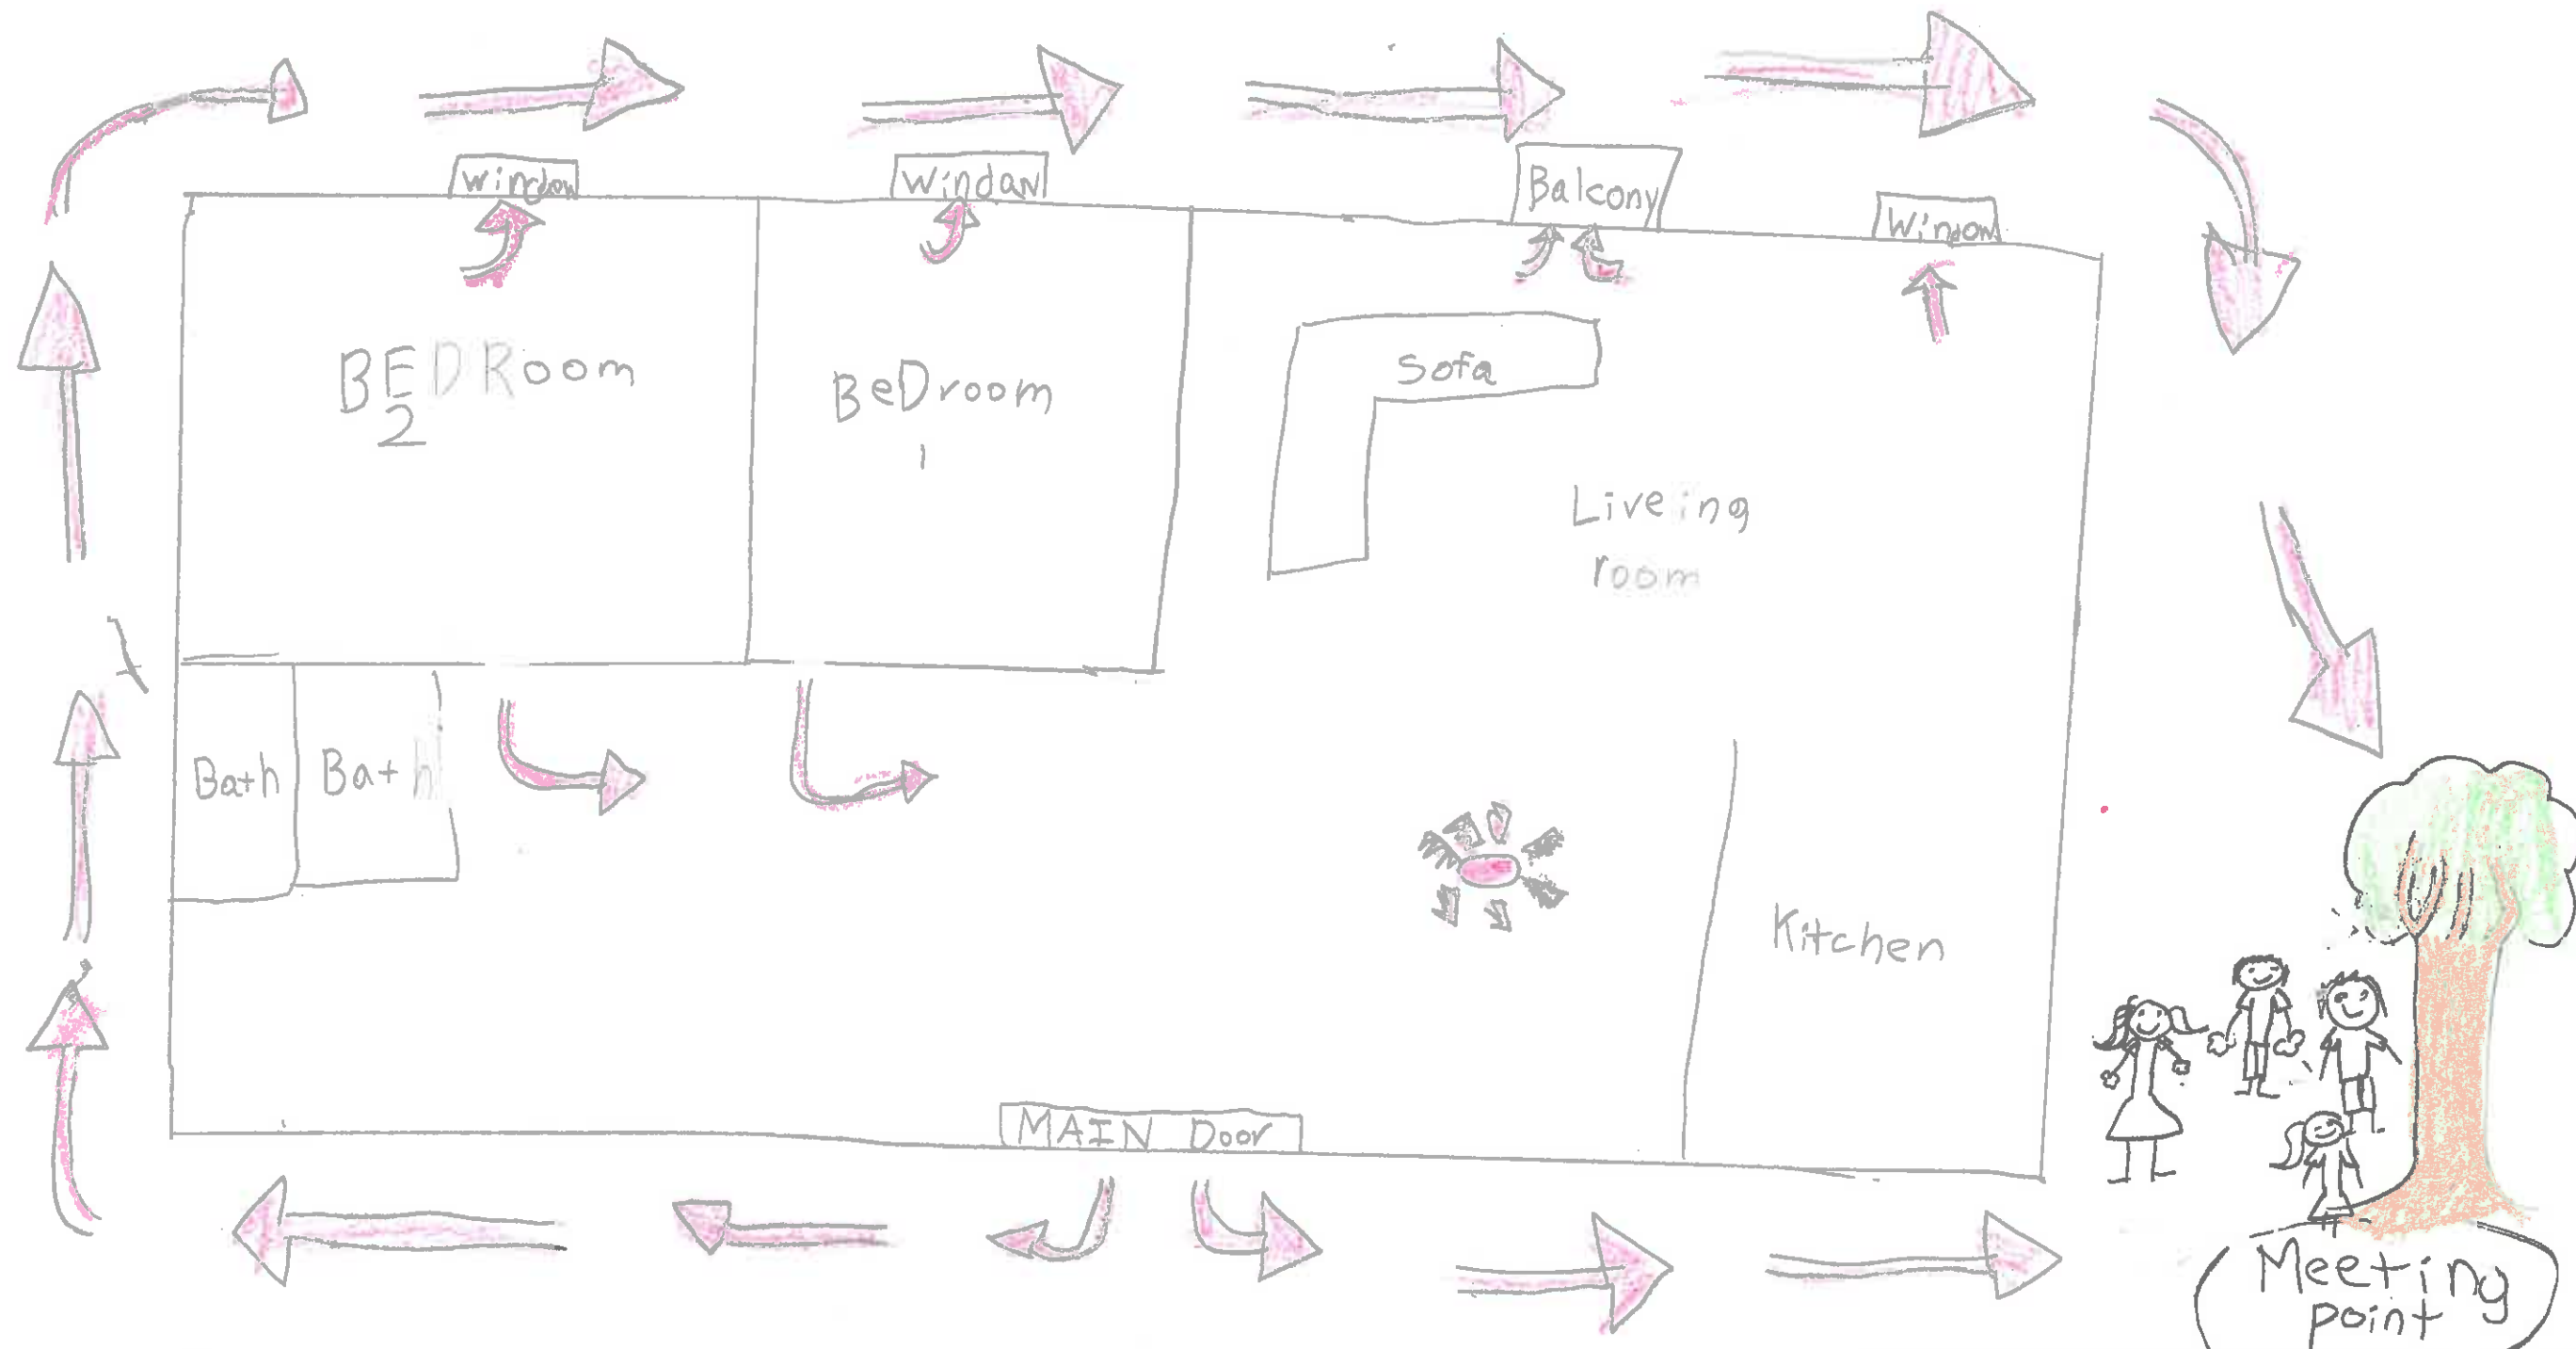 window
Windaw
Balcony
Window
BEDRoom
2
BeDroom
1
Sofa
Liveing
room
Bath
Bath
Kitchen
MAIN Door
Meeting
point